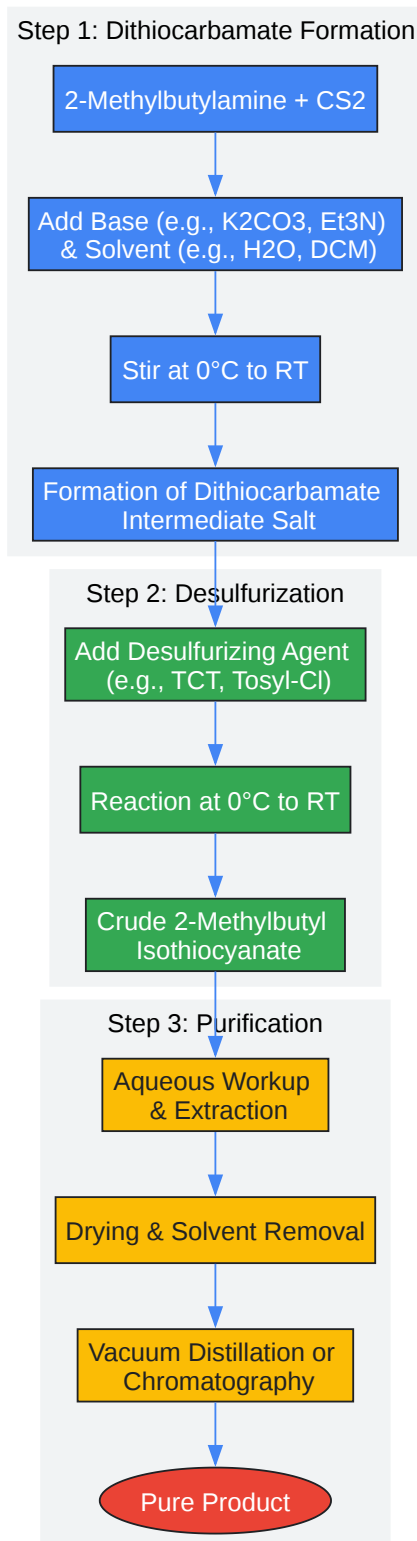 Step 1: Dithiocarbamate Formation
2-Methylbutylamine + CS2
Add Base (e.g., K2CO3, Et3N)
& Solvent (e.g., H2O, DCM)
Stir at 0°C to RT
Formation of Dithiocarbamate
Intermediate Salt
Step 2: Desulfurization
Add Desulfurizing Agent
(e.g., TCT, Tosyl-Cl)
Reaction at 0°C to RT
Crude 2-Methylbutyl
Isothiocyanate
Step 3: Purification
Aqueous Workup
& Extraction
Drying & Solvent Removal
Vacuum Distillation or
Chromatography
Pure Product